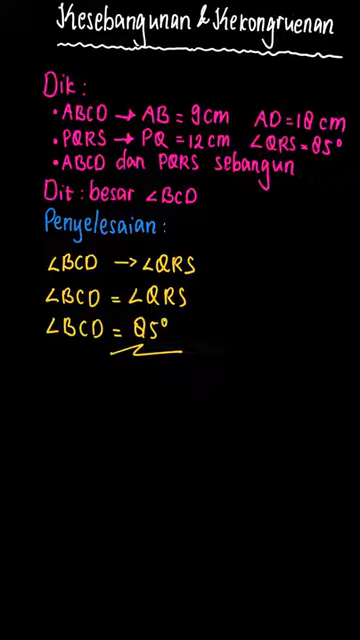 Kesebangunan & Kekongruenan
Dik:
• ABCD → AB = 9 cm AD = 18 cm
• PQRS → PQ = 12 cm ∠QRS = 85°
• ABCD dan PQRS sebangun
Dit : besar ∠BCD
Penyelesaian :
∠BCD → ∠QRS
∠BCD = ∠QRS
∠BCD = 85°